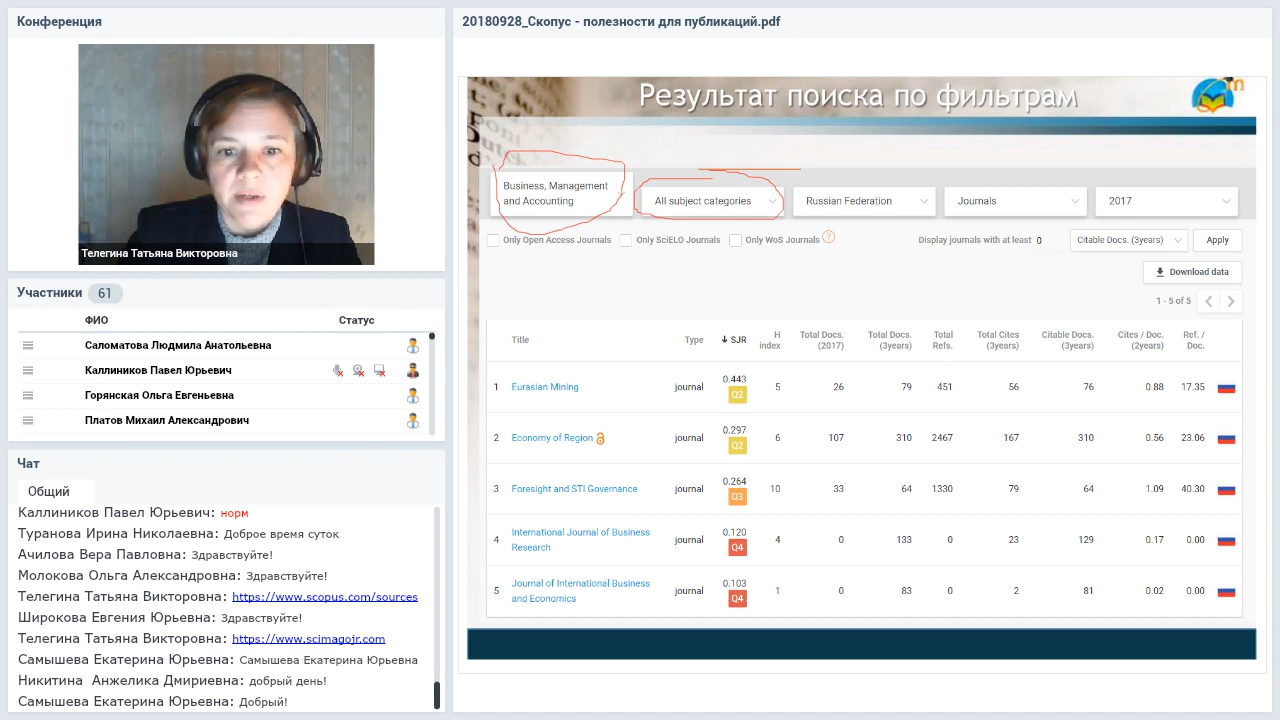 Конференция
Телегина Татьяна Викторовна
Участники 61
ФИО Статус
Саломатова Людмила Анатольевна
Каллиников Павел Юрьевич
Горянская Ольга Евгеньевна
Платов Михаил Александрович
Чат
Общий
Каллиников Павел Юрьевич: норм
Туранова Ирина Николаевна: Доброе время суток
Ачилова Вера Павловна: Здравствуйте!
Молокова Ольга Александровна: Здравствуйте!
Телегина Татьяна Викторовна: https://www.scopus.com/sources
Широкова Евгения Юрьевна: Здравствуйте!
Телегина Татьяна Викторовна: https://www.scimagojr.com
Самышева Екатерина Юрьевна: Самышева Екатерина Юрьевна
Никитина Анжелика Дмириевна: добрый день!
Самышева Екатерина Юрьевна: Добрый!
20180928_Скопус - полезности для публикаций.pdf
Результат поиска по фильтрам
Business, Management
and Accounting
All subject categories Russian Federation Journals 2017
Only Open Access Journals Only SciELO Journals Only WoS Journals ? Display journals with at least 0 Citable Docs. (3years) Apply
Download data
1 - 5 of 5
Title Type SJR H index Total Docs. (2017) Total Docs. (3years) Total Refs. Total Cites (3years) Citable Docs. (3years) Cites / Doc. (2years) Ref. / Doc.
1 Eurasian Mining journal 0.443 Q2 5 26 79 451 56 76 0.88 17.35
2 Economy of Region journal 0.297 Q2 6 107 310 2467 167 310 0.56 23.06
3 Foresight and STI Governance journal 0.264 Q3 10 33 64 1330 79 64 1.09 40.30
4 International Journal of Business Research journal 0.120 Q4 4 0 133 0 23 129 0.17 0.00
5 Journal of International Business and Economics journal 0.103 Q4 1 0 83 0 2 81 0.02 0.00